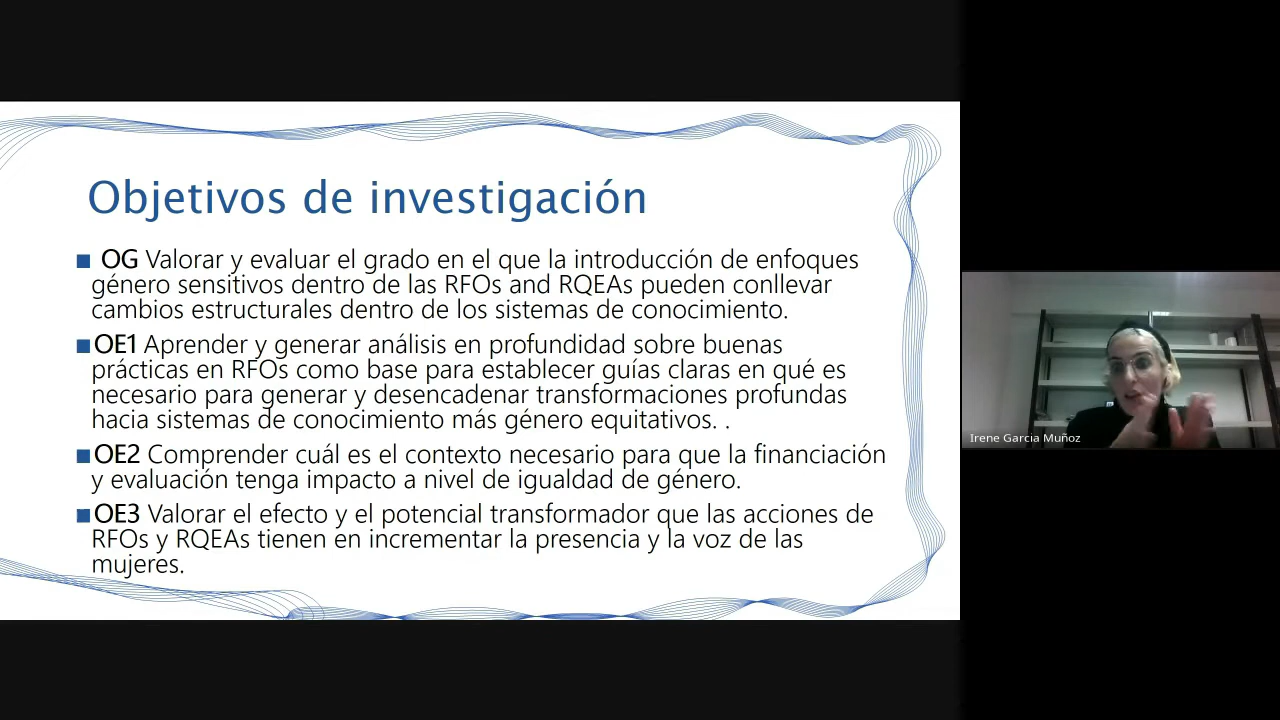 Objetivos de investigación
OG Valorar y evaluar el grado en el que la introducción de enfoques
género sensitivos dentro de las RFOs and RQEAs pueden conllevar
cambios estructurales dentro de los sistemas de conocimiento.
OE1 Aprender y generar análisis en profundidad sobre buenas
prácticas en RFOs como base para establecer guías claras en qué es
necesario para generar y desencadenar transformaciones profundas
hacia sistemas de conocimiento más género equitativos. .
OE2 Comprender cuál es el contexto necesario para que la financiación
y evaluación tenga impacto a nivel de igualdad de género.
OE3 Valorar el efecto y el potencial transformador que las acciones de
RFOs y RQEAs tienen en incrementar la presencia y la voz de las
mujeres.
Irene Garcia Muñoz